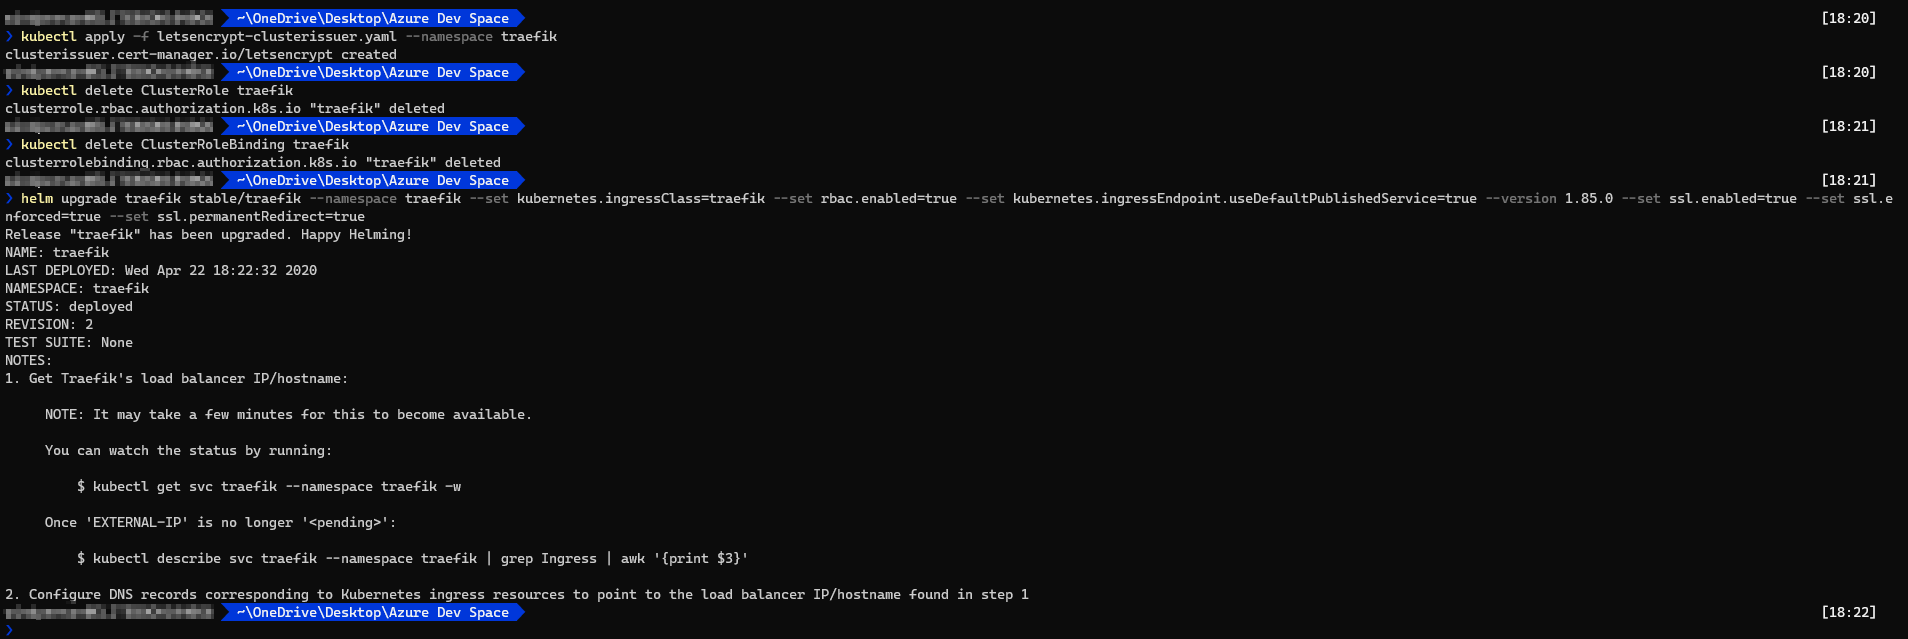 ~\OneDrive\Desktop\Azure Dev Space [18:20]
❯ kubectl apply -f letsencrypt-clusterissuer.yaml --namespace traefik
clusterissuer.cert-manager.io/letsencrypt created
~\OneDrive\Desktop\Azure Dev Space [18:20]
❯ kubectl delete ClusterRole traefik
clusterrole.rbac.authorization.k8s.io "traefik" deleted
~\OneDrive\Desktop\Azure Dev Space [18:21]
❯ kubectl delete ClusterRoleBinding traefik
clusterrolebinding.rbac.authorization.k8s.io "traefik" deleted
~\OneDrive\Desktop\Azure Dev Space [18:21]
❯ helm upgrade traefik stable/traefik --namespace traefik --set kubernetes.ingressClass=traefik --set rbac.enabled=true --set kubernetes.ingressEndpoint.useDefaultPublishedService=true --version 1.85.0 --set ssl.enabled=true --set ssl.e
nforced=true --set ssl.permanentRedirect=true
Release "traefik" has been upgraded. Happy Helming!
NAME: traefik
LAST DEPLOYED: Wed Apr 22 18:22:32 2020
NAMESPACE: traefik
STATUS: deployed
REVISION: 2
TEST SUITE: None
NOTES:
1. Get Traefik's load balancer IP/hostname:
NOTE: It may take a few minutes for this to become available.
You can watch the status by running:
$ kubectl get svc traefik --namespace traefik -w
Once 'EXTERNAL-IP' is no longer '<pending>':
$ kubectl describe svc traefik --namespace traefik | grep Ingress | awk '{print $3}'
2. Configure DNS records corresponding to Kubernetes ingress resources to point to the load balancer IP/hostname found in step 1
~\OneDrive\Desktop\Azure Dev Space [18:22]
❯